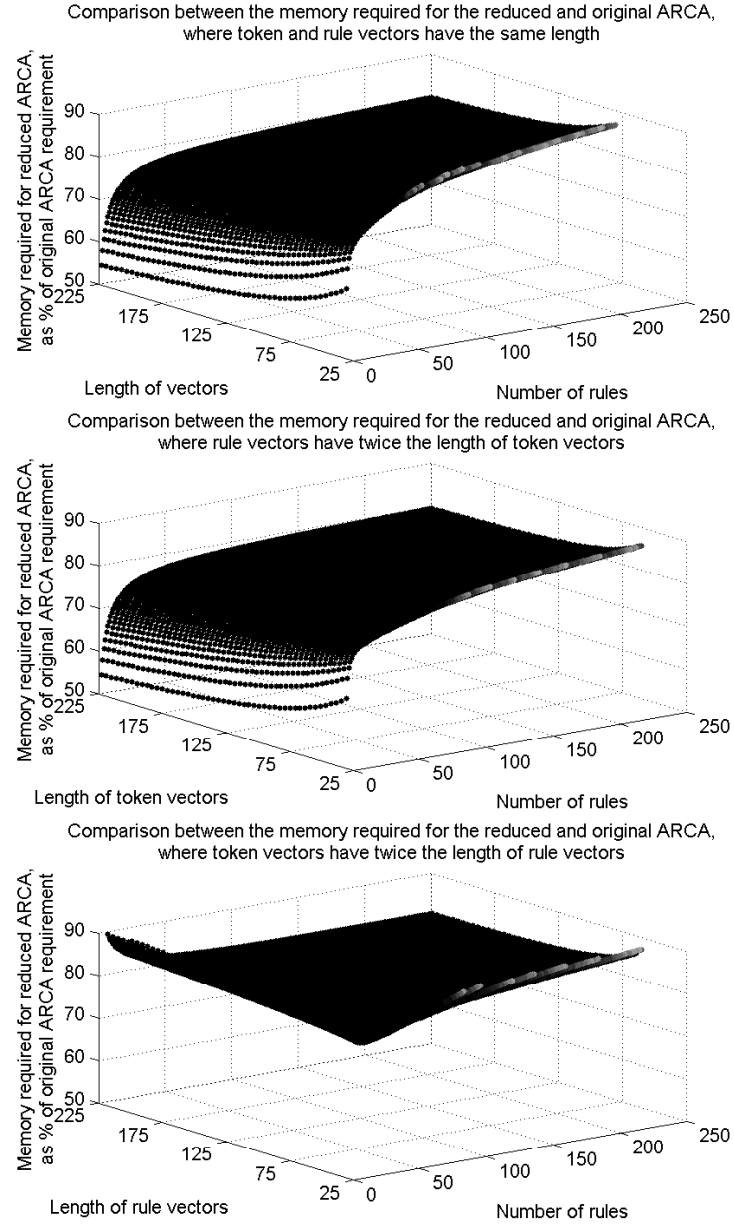 Comparison between the memory required for the reduced and original ARCA,
where token and rule vectors have the same length
Memory required for reduced ARCA,
as % of original ARCA requirement
90
80
70
60
50
225
175
125
75
25
Length of vectors
0
50
100
150
200
250
Number of rules
Comparison between the memory required for the reduced and original ARCA,
where rule vectors have twice the length of token vectors
Memory required for reduced ARCA,
as % of original ARCA requirement
90
80
70
60
50
225
175
125
75
25
Length of token vectors
0
50
100
150
200
250
Number of rules
Comparison between the memory required for the reduced and original ARCA,
where token vectors have twice the length of rule vectors
Memory required for reduced ARCA,
as % of original ARCA requirement
90
80
70
60
50
225
175
125
75
25
Length of rule vectors
0
50
100
150
200
250
Number of rules